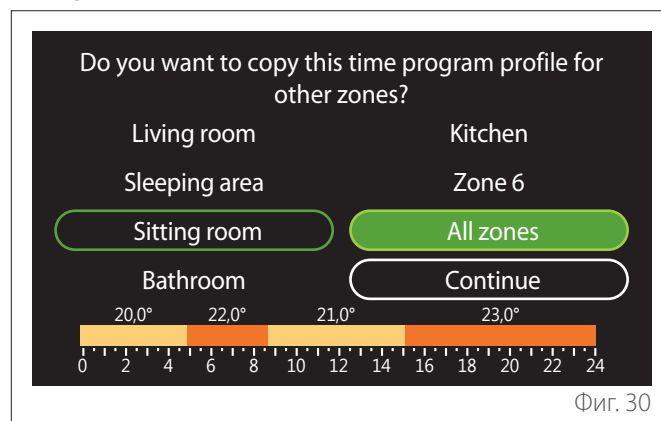 Do you want to copy this time program profile for
other zones?
Living room Kitchen
Sleeping area Zone 6
Sitting room All zones
Bathroom Continue
20,0° 22,0° 21,0° 23,0°
0 2 4 6 8 10 12 14 16 18 20 22 24
Фиг. 30